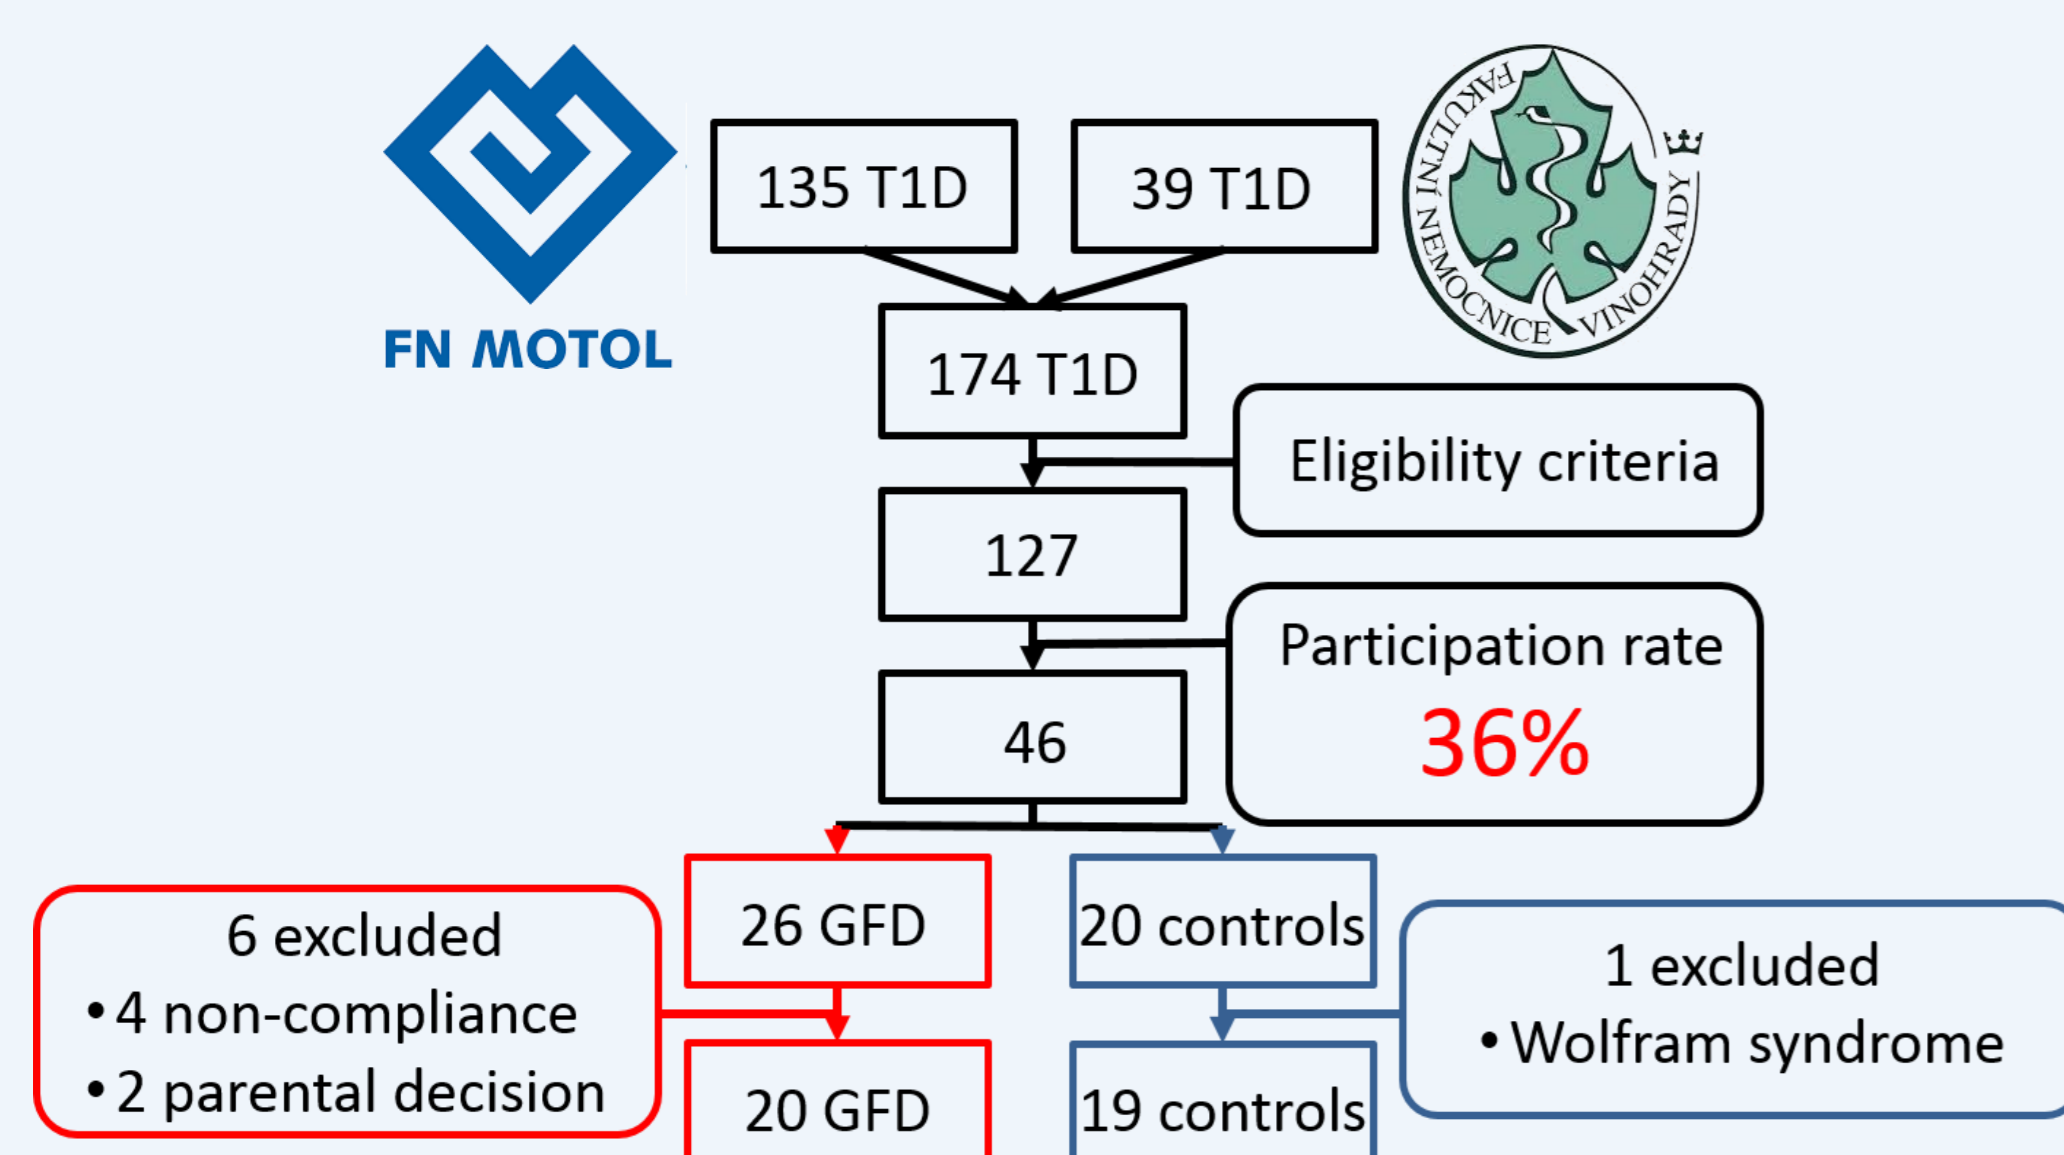 FN MOTOL
135 T1D
39 T1D
FAKULTNÍ NEMOCNICE VINOHRADY
174 T1D
Eligibility criteria
127
Participation rate
36%
46
26 GFD
20 controls
6 excluded
• 4 non-compliance
• 2 parental decision
1 excluded
• Wolfram syndrome
20 GFD
19 controls